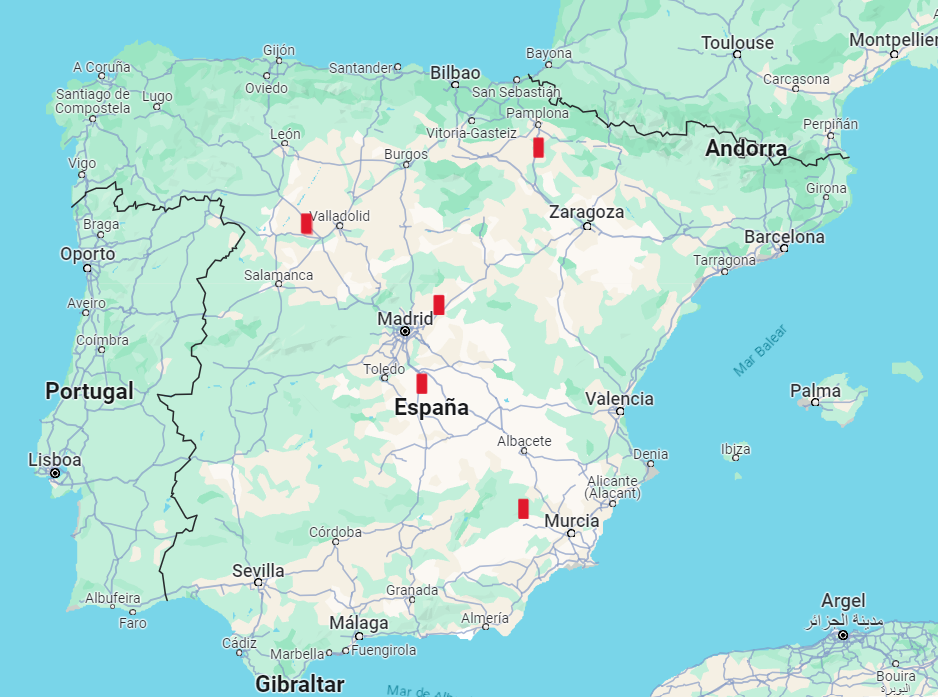 Toulouse
Montpellier
Gijón
Bayona
A Coruña
Santander
Bilbao
Carcasona
Oviedo
San Sebastián
Santiago de
Compostela
Lugo
Pamplona
Perpiñán
León
Vitoria-Gasteiz
Andorra
Burgos
Vigo
Girona
Valladolid
Zaragoza
Braga
Barcelona
Oporto
Tarragona
Salamanca
Aveiro
Madrid
Coímbra
Mar Balear
Toledo
Portugal
Palma
España
Valencia
Albacete
Ibiza
Denia
Lisboa
Alicante
(Alacant)
Murcia
Córdoba
Sevilla
Granada
Albufeira
Argel
مدينة الجزائر
Faro
Málaga
Almería
Cádiz
Marbella
Fuengirola
Bouira
البويرة
Gibraltar
Mar de